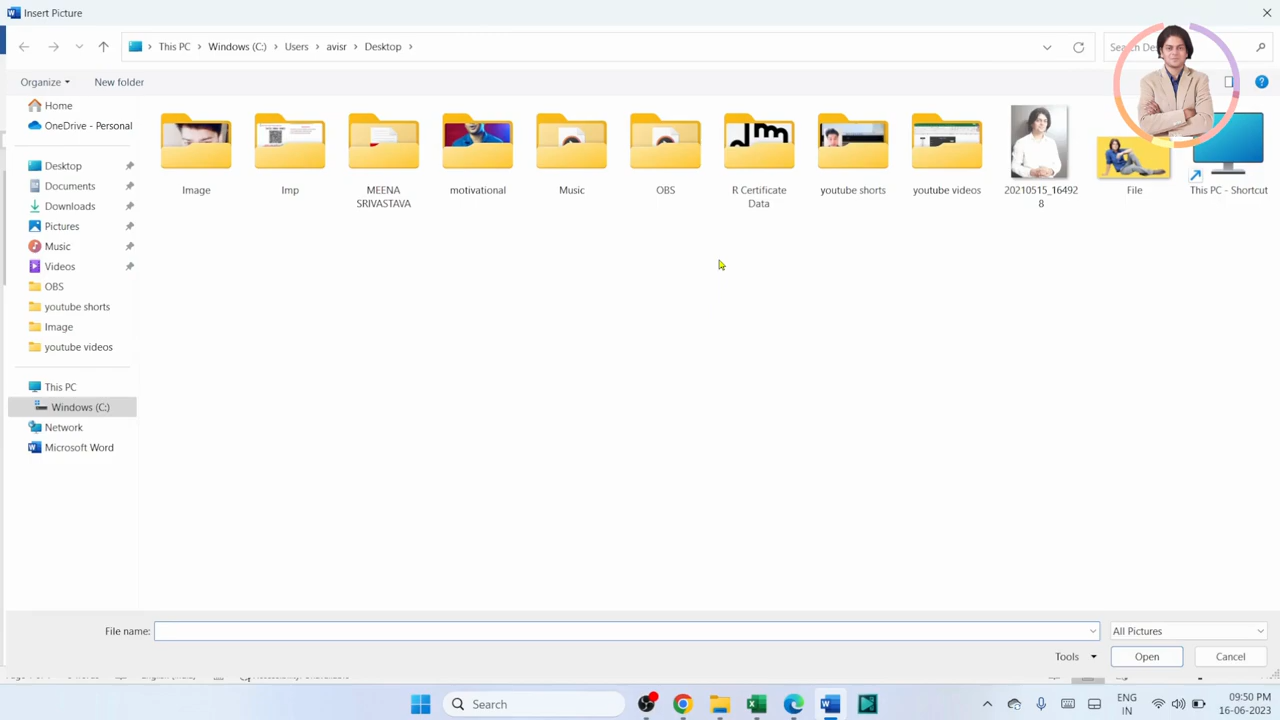 Insert Picture
This PC > Windows (C:) > Users > avisr > Desktop >
Search De
Organize
New folder
Home
OneDrive - Personal
Desktop
Documents
Downloads
Pictures
Music
Videos
OBS
youtube shorts
Image
youtube videos
This PC
Windows (C:)
Network
Microsoft Word
Image
Imp
MEENA
SRIVASTAVA
motivational
Music
OBS
R Certificate
Data
youtube shorts
youtube videos
20210515_16492
8
File
This PC - Shortcut
File name:
All Pictures
Tools
Open
Cancel
Search
ENG
IN
09:50 PM
16-06-2023